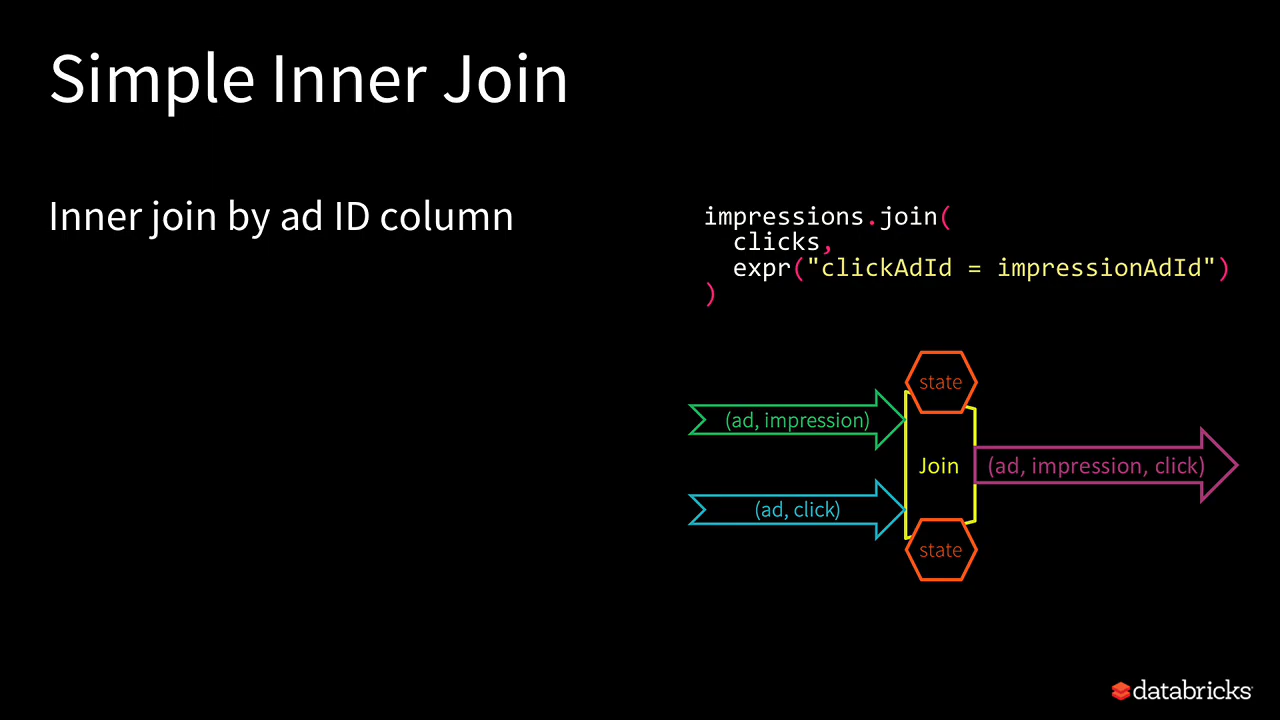 Simple Inner Join
Inner join by ad ID column
impressions.join(
  clicks,
  expr("clickAdId = impressionAdId")
)
state
(ad, impression)
Join
(ad, impression, click)
(ad, click)
state
databricks